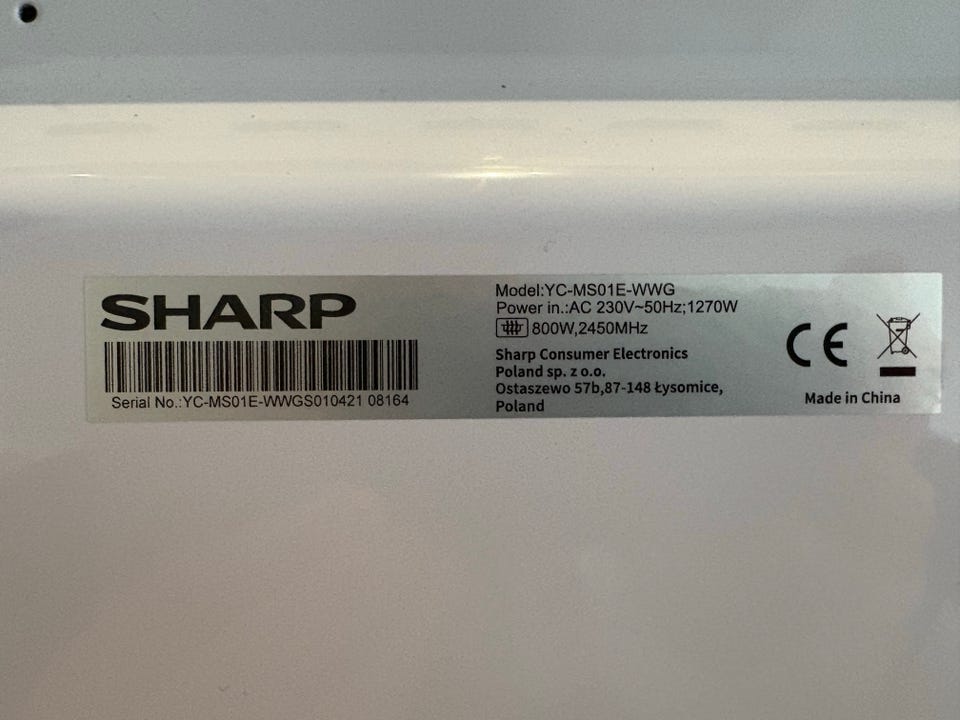 SHARP
Serial No.:YC-MS01E-WWGS010421 08164
Model:YC-MS01E-WWG
Power in.:AC 230V~50Hz;1270W
800W,2450MHz
Sharp Consumer Electronics
Poland sp. z o.o.
Ostaszewo 57b,87-148 Łysomice,
Poland
CE
Made in China